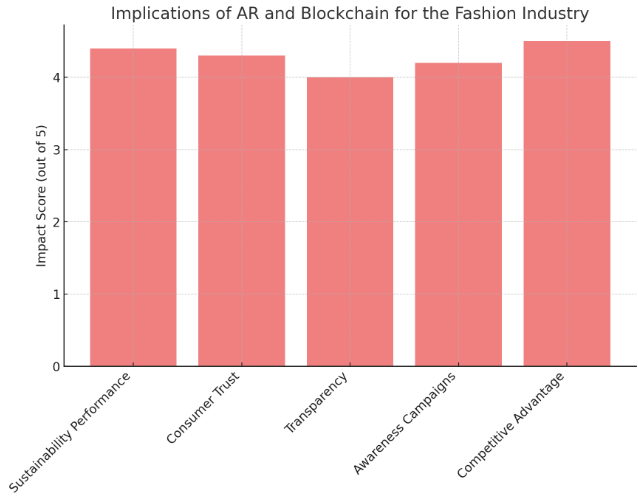 Implications of AR and Blockchain for the Fashion Industry
Impact Score (out of 5)
4
3
2
1
0
Sustainability Performance
Consumer Trust
Transparency
Awareness Campaigns
Competitive Advantage